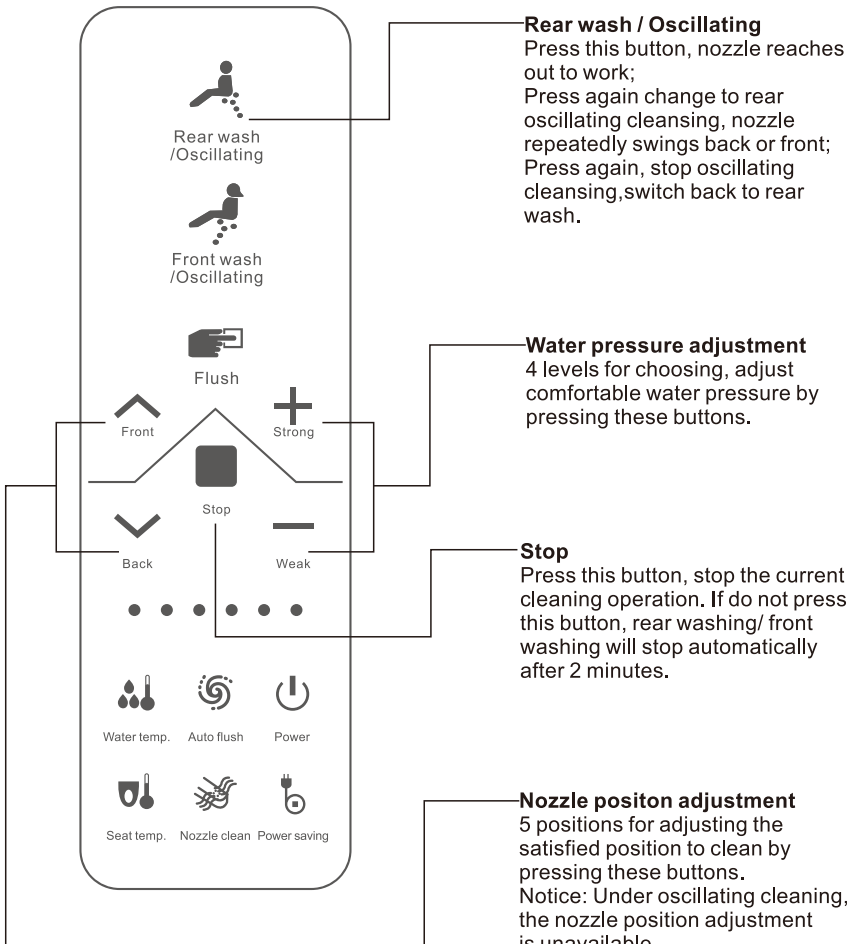 Rear wash
/Oscillating
Front wash
/Oscillating
Flush
Front
Strong
Stop
Back
Weak
Water temp.
Auto flush
Power
Seat temp.
Nozzle clean
Power saving
Rear wash / Oscillating
Press this button, nozzle reaches
out to work;
Press again change to rear
oscillating cleansing, nozzle
repeatedly swings back or front;
Press again, stop oscillating
cleansing,switch back to rear
wash.
Water pressure adjustment
4 levels for choosing, adjust
comfortable water pressure by
pressing these buttons.
Stop
Press this button, stop the current
cleaning operation. If do not press
this button, rear washing/ front
washing will stop automatically
after 2 minutes.
Nozzle positon adjustment
5 positions for adjusting the
satisfied position to clean by
pressing these buttons.
Notice: Under oscillating cleaning,
the nozzle position adjustment
is unavailable